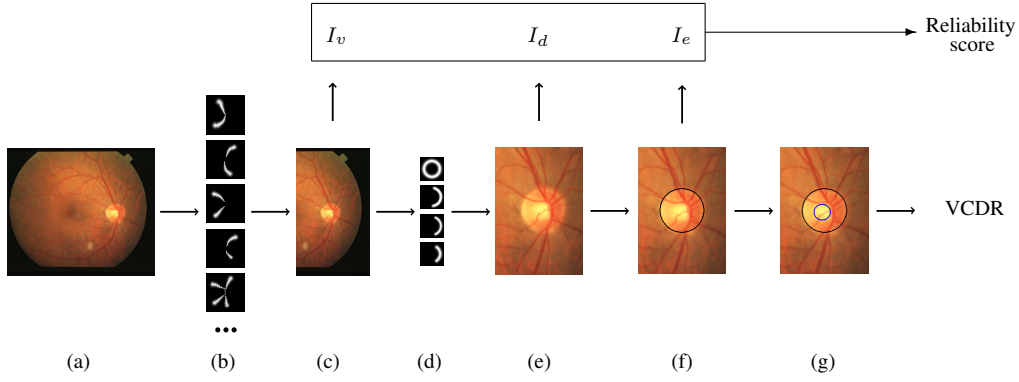 I_v I_d I_e
Reliability
score
VCDR
•••
(a) (b) (c) (d) (e) (f) (g)